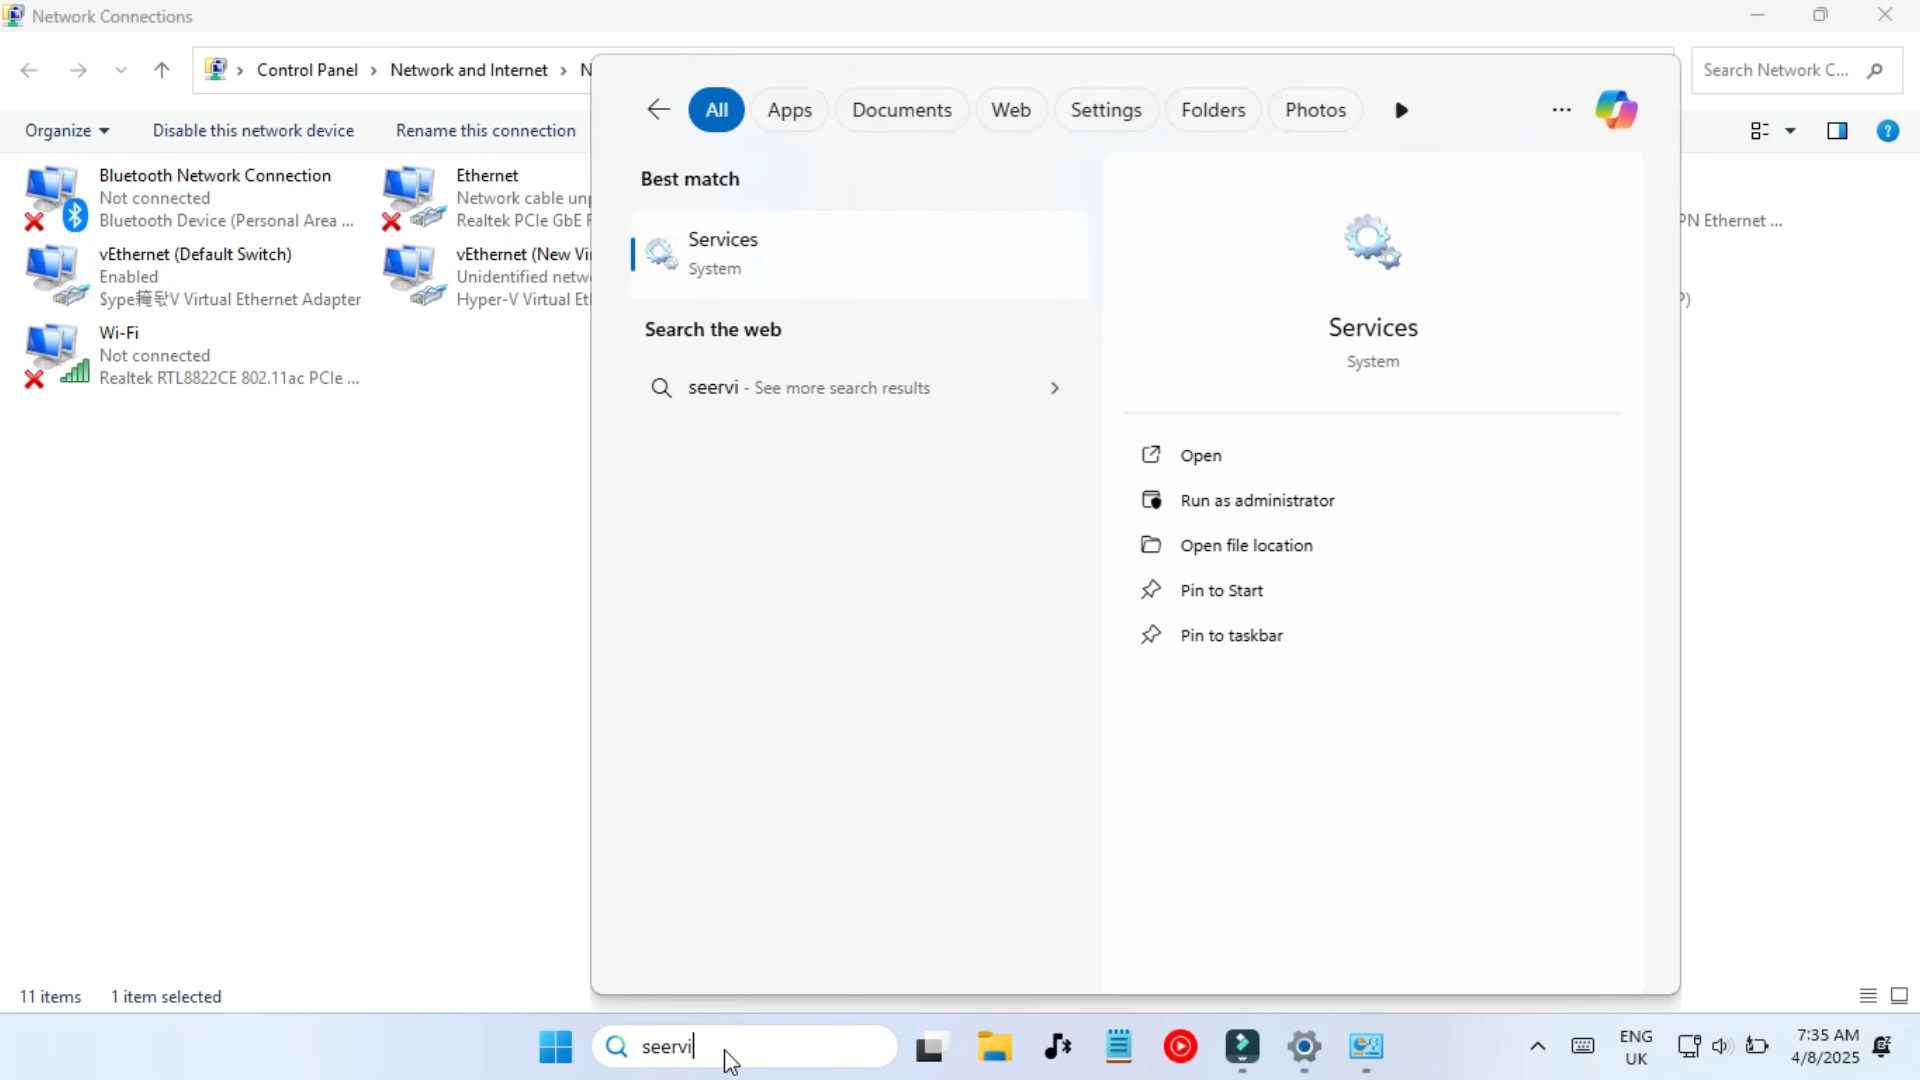 Network Connections
Control Panel > Network and Internet > N
Search Network C...
Organize
Disable this network device
Rename this connection
Bluetooth Network Connection
Not connected
Bluetooth Device (Personal Area ...
Ethernet
Network cable unp
Realtek PCIe GbE F
PN Ethernet ...
vEthernet (Default Switch)
Enabled
V Virtual Ethernet Adapter
vEthernet (New Vi
Unidentified netw
Hyper-V Virtual Et
Wi-Fi
Not connected
Realtek RTL8822CE 802.11ac PCIe ...
All
Apps
Documents
Web
Settings
Folders
Photos
...
Best match
Services
System
Search the web
seervi - See more search results
Services
System
Open
Run as administrator
Open file location
Pin to Start
Pin to taskbar
11 items
1 item selected
seervi
ENG
UK
7:35 AM
4/8/2025